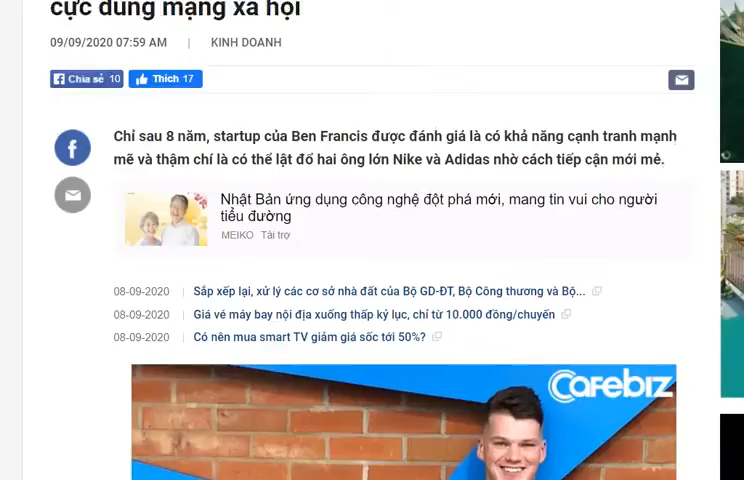 cực dùng mạng xã hội
09/09/2020 07:59 AM | KINH DOANH
Chia sẻ 10
Thích 17
Chỉ sau 8 năm, startup của Ben Francis được đánh giá là có khả năng cạnh tranh mạnh
mẽ và thậm chí là có thể lật đổ hai ông lớn Nike và Adidas nhờ cách tiếp cận mới mẻ.
Nhật Bản ứng dụng công nghệ đột phá mới, mang tin vui cho người
tiểu đường
MEIKO Tài trợ
08-09-2020 Sắp xếp lại, xử lý các cơ sở nhà đất của Bộ GD-ĐT, Bộ Công thương và Bộ...
08-09-2020 Giá vé máy bay nội địa xuống thấp kỷ lục, chỉ từ 10.000 đồng/chuyến
08-09-2020 Có nên mua smart TV giảm giá sốc tới 50%?
Cafebiz